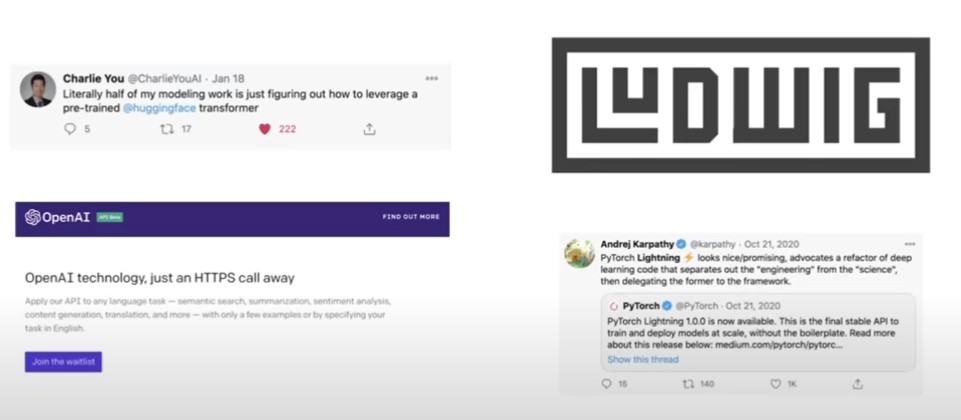 Charlie You @CharlieYouAI · Jan 18
Literally half of my modeling work is just figuring out how to leverage a
pre-trained @huggingface transformer
5 17 222
OpenAI API Beta FIND OUT MORE
OpenAI technology, just an HTTPS call away
Apply our API to any language task — semantic search, summarization, sentiment analysis,
content generation, translation, and more — with only a few examples or by specifying your
task in English.
Join the waitlist
LUDWIG
Andrej Karpathy @karpathy · Oct 21, 2020
PyTorch Lightning ⚡ looks nice/promising, advocates a refactor of deep
learning code that separates out the "engineering" from the "science",
then delegating the former to the framework.
PyTorch @PyTorch · Oct 21, 2020
PyTorch Lightning 1.0.0 is now available. This is the final stable API to
train and deploy models at scale, without the boilerplate. Read more
about this release below: medium.com/pytorch/pytorc...
Show this thread
15 140 1K